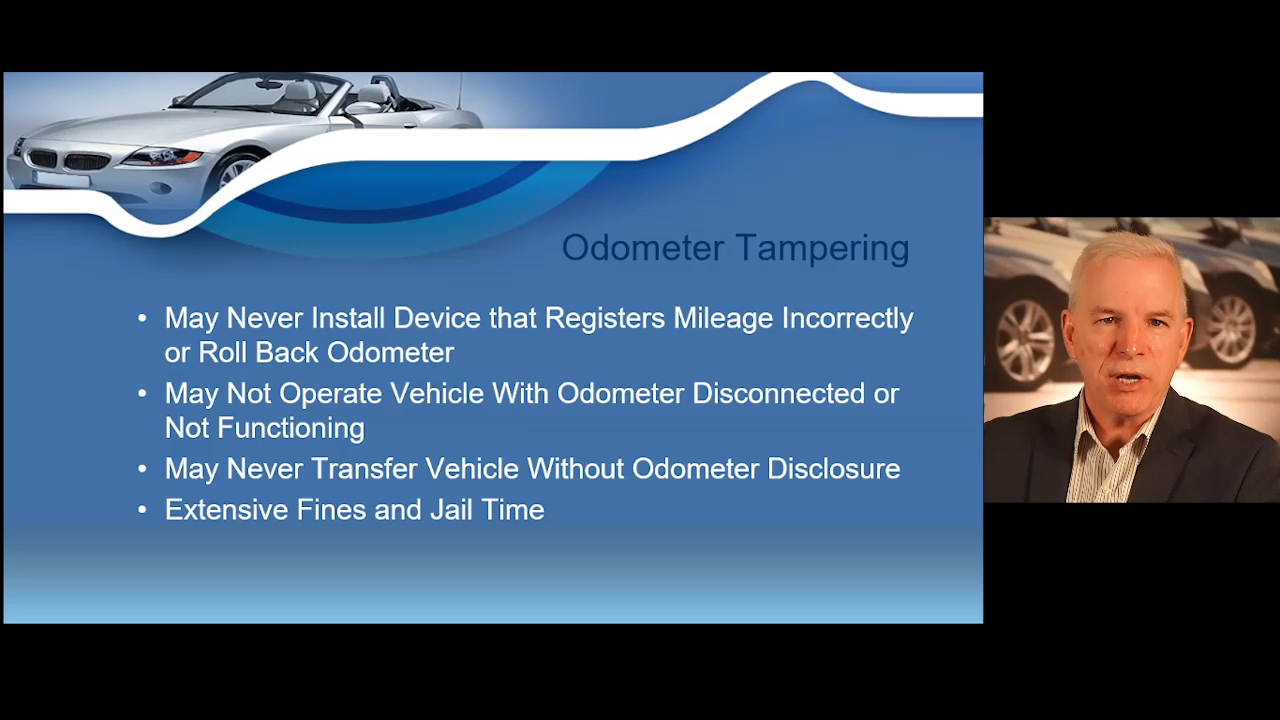 Odometer Tampering
• May Never Install Device that Registers Mileage Incorrectly
or Roll Back Odometer
• May Not Operate Vehicle With Odometer Disconnected or
Not Functioning
• May Never Transfer Vehicle Without Odometer Disclosure
• Extensive Fines and Jail Time